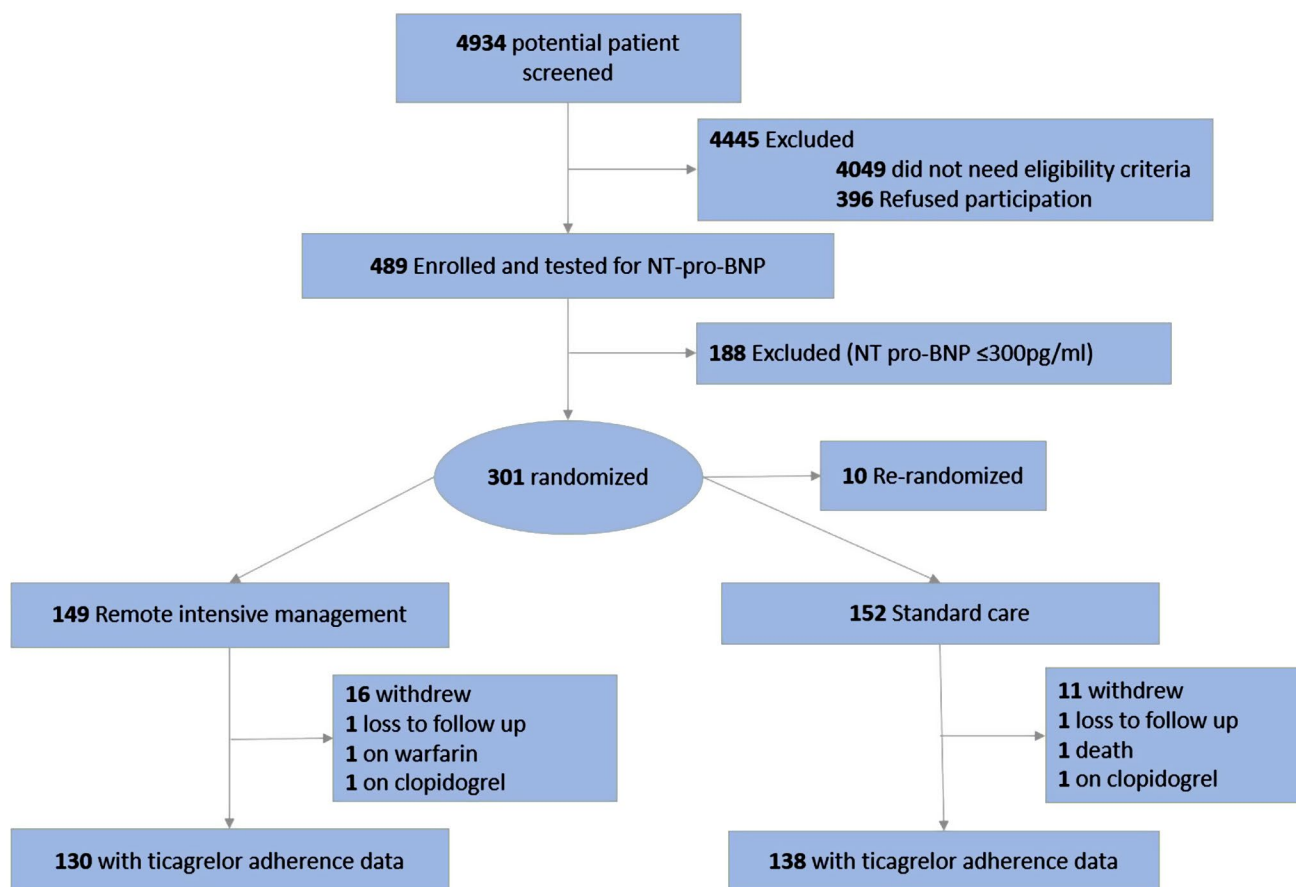 4934 potential patient
screened
4445 Excluded
4049 did not need eligibility criteria
396 Refused participation
489 Enrolled and tested for NT-pro-BNP
188 Excluded (NT pro-BNP ≤300pg/ml)
301 randomized
10 Re-randomized
149 Remote intensive management
152 Standard care
16 withdrew
1 loss to follow up
1 on warfarin
1 on clopidogrel
11 withdrew
1 loss to follow up
1 death
1 on clopidogrel
130 with ticagrelor adherence data
138 with ticagrelor adherence data